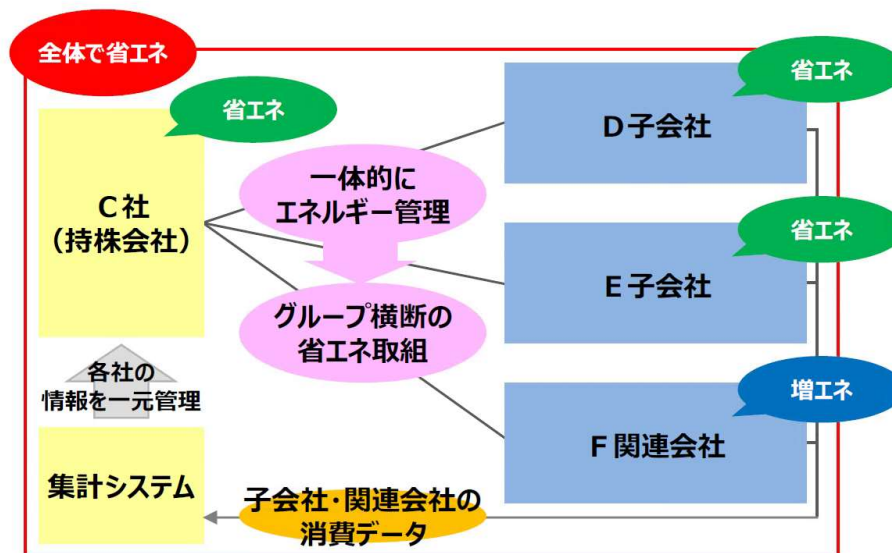 全体で省エネ
省エネ
C社
(持株会社)
一体的に
エネルギー管理
グループ横断の
省エネ取組
省エネ
D子会社
省エネ
E子会社
増エネ
F関連会社
各社の
情報を一元管理
集計システム
子会社・関連会社の
消費データ